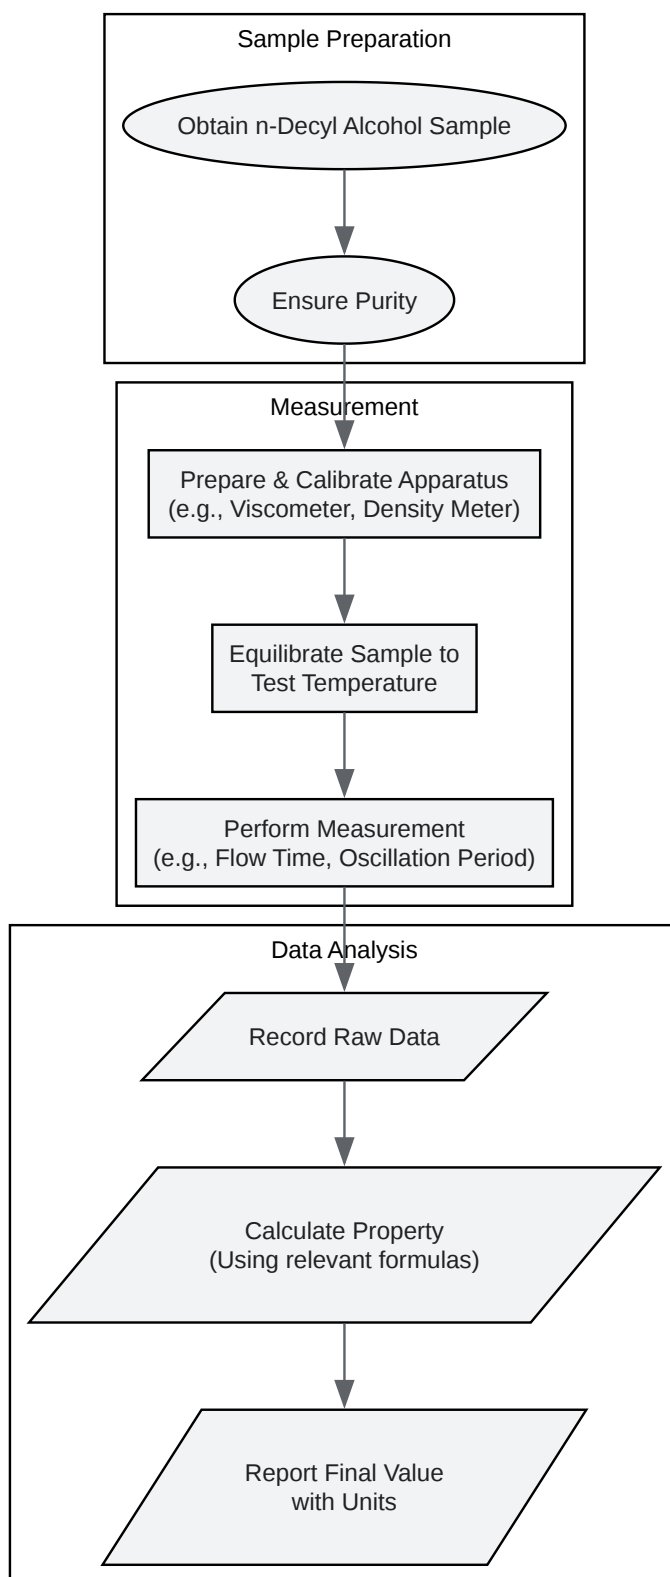 Sample Preparation
Obtain n-Decyl Alcohol Sample
Ensure Purity
Measurement
Prepare & Calibrate Apparatus
(e.g., Viscometer, Density Meter)
Equilibrate Sample to
Test Temperature
Perform Measurement
(e.g., Flow Time, Oscillation Period)
Data Analysis
Record Raw Data
Calculate Property
(Using relevant formulas)
Report Final Value
with Units